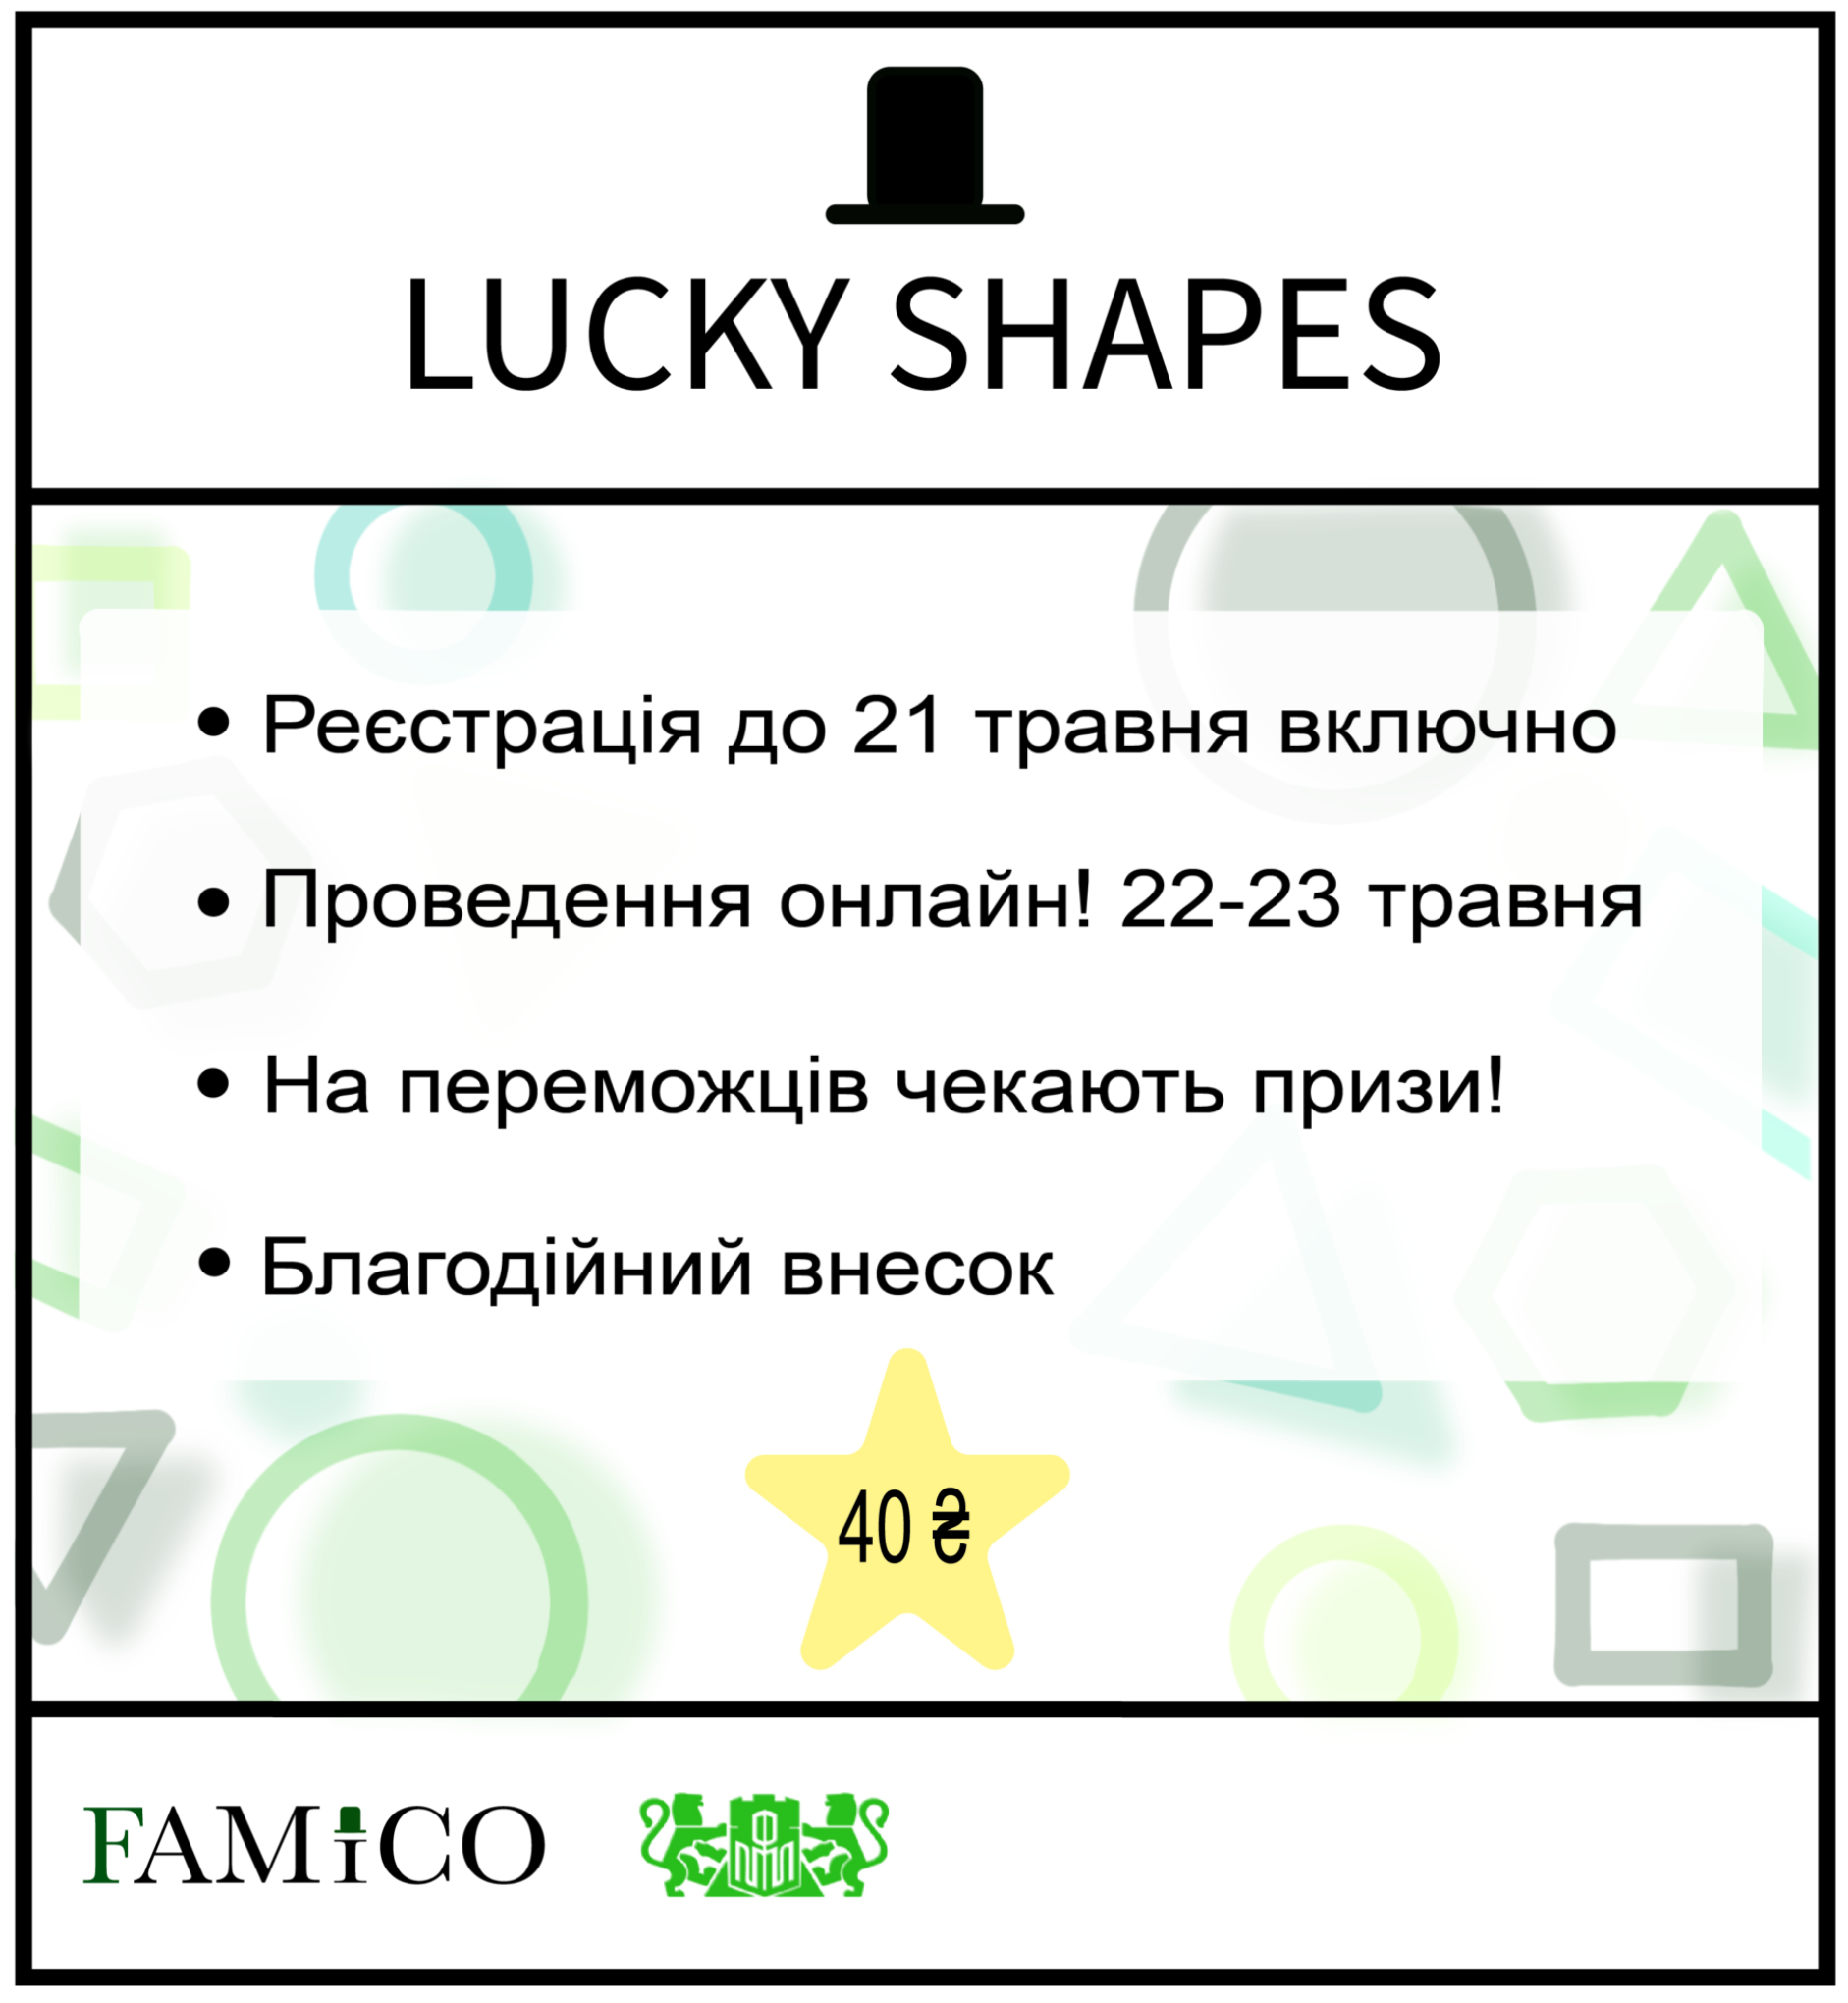 LUCKY SHAPES
• Реєстрація до 21 травня включно
• Проведення онлайн! 22-23 травня
• На переможців чекають призи!
• Благодійний внесок
40 ₴
FAMiCO